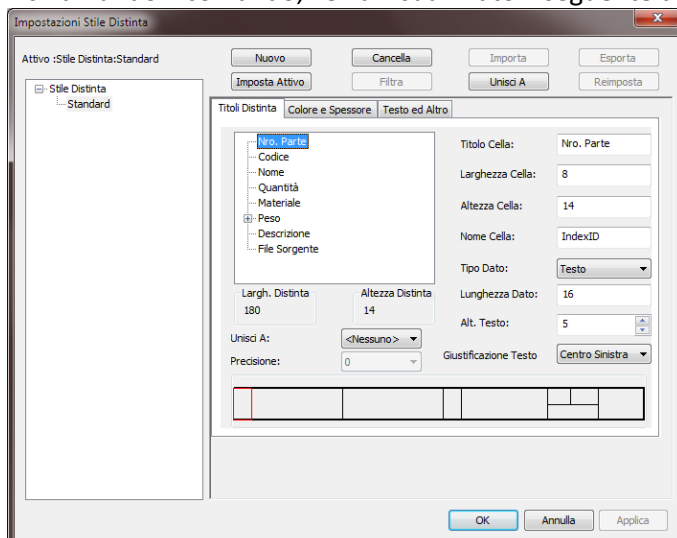 Impostazioni Stile Distinta
Attivo :Stile Distinta:Standard
Nuovo Cancella Importa Esporta
Imposta Attivo Filtra Unisci A Reimposta
Stile Distinta
Standard
Titoli Distinta Colore e Spessore Testo ed Altro
Nro. Parte
Codice
Nome
Quantità
Materiale
Peso
Descrizione
File Sorgente
Titolo Cella: Nro. Parte
Larghezza Cella: 8
Altezza Cella: 14
Nome Cella: IndexID
Tipo Dato: Testo
Largh. Distinta Altezza Distinta
180 14
Lunghezza Dato: 16
Alt. Testo: 5
Unisci A: <Nessuno>
Precisione: 0
Giustificazione Testo Centro Sinistra
OK Annulla Applica